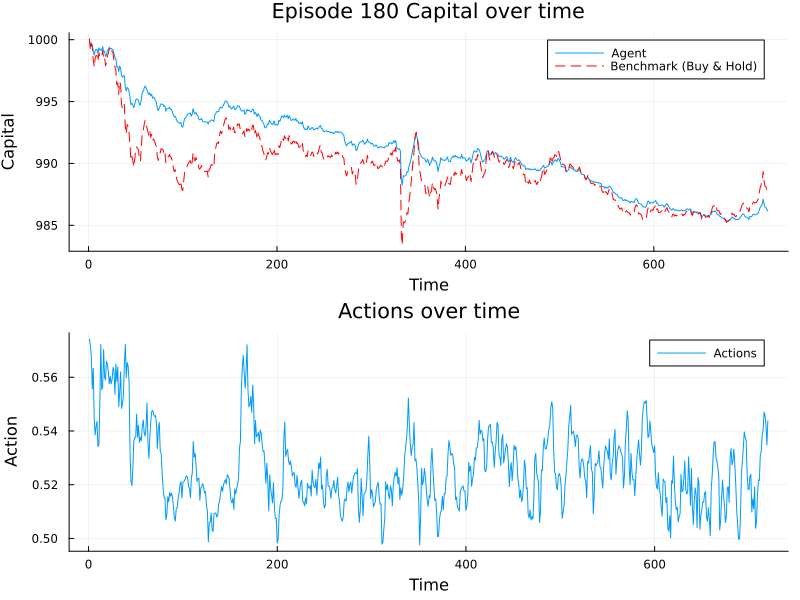 Episode 180 Capital over time
1000
995
990
985
Capital
Agent
Benchmark (Buy & Hold)
0
200
400
600
Time
Actions over time
0.56
0.54
0.52
0.50
Action
Actions
0
200
400
600
Time